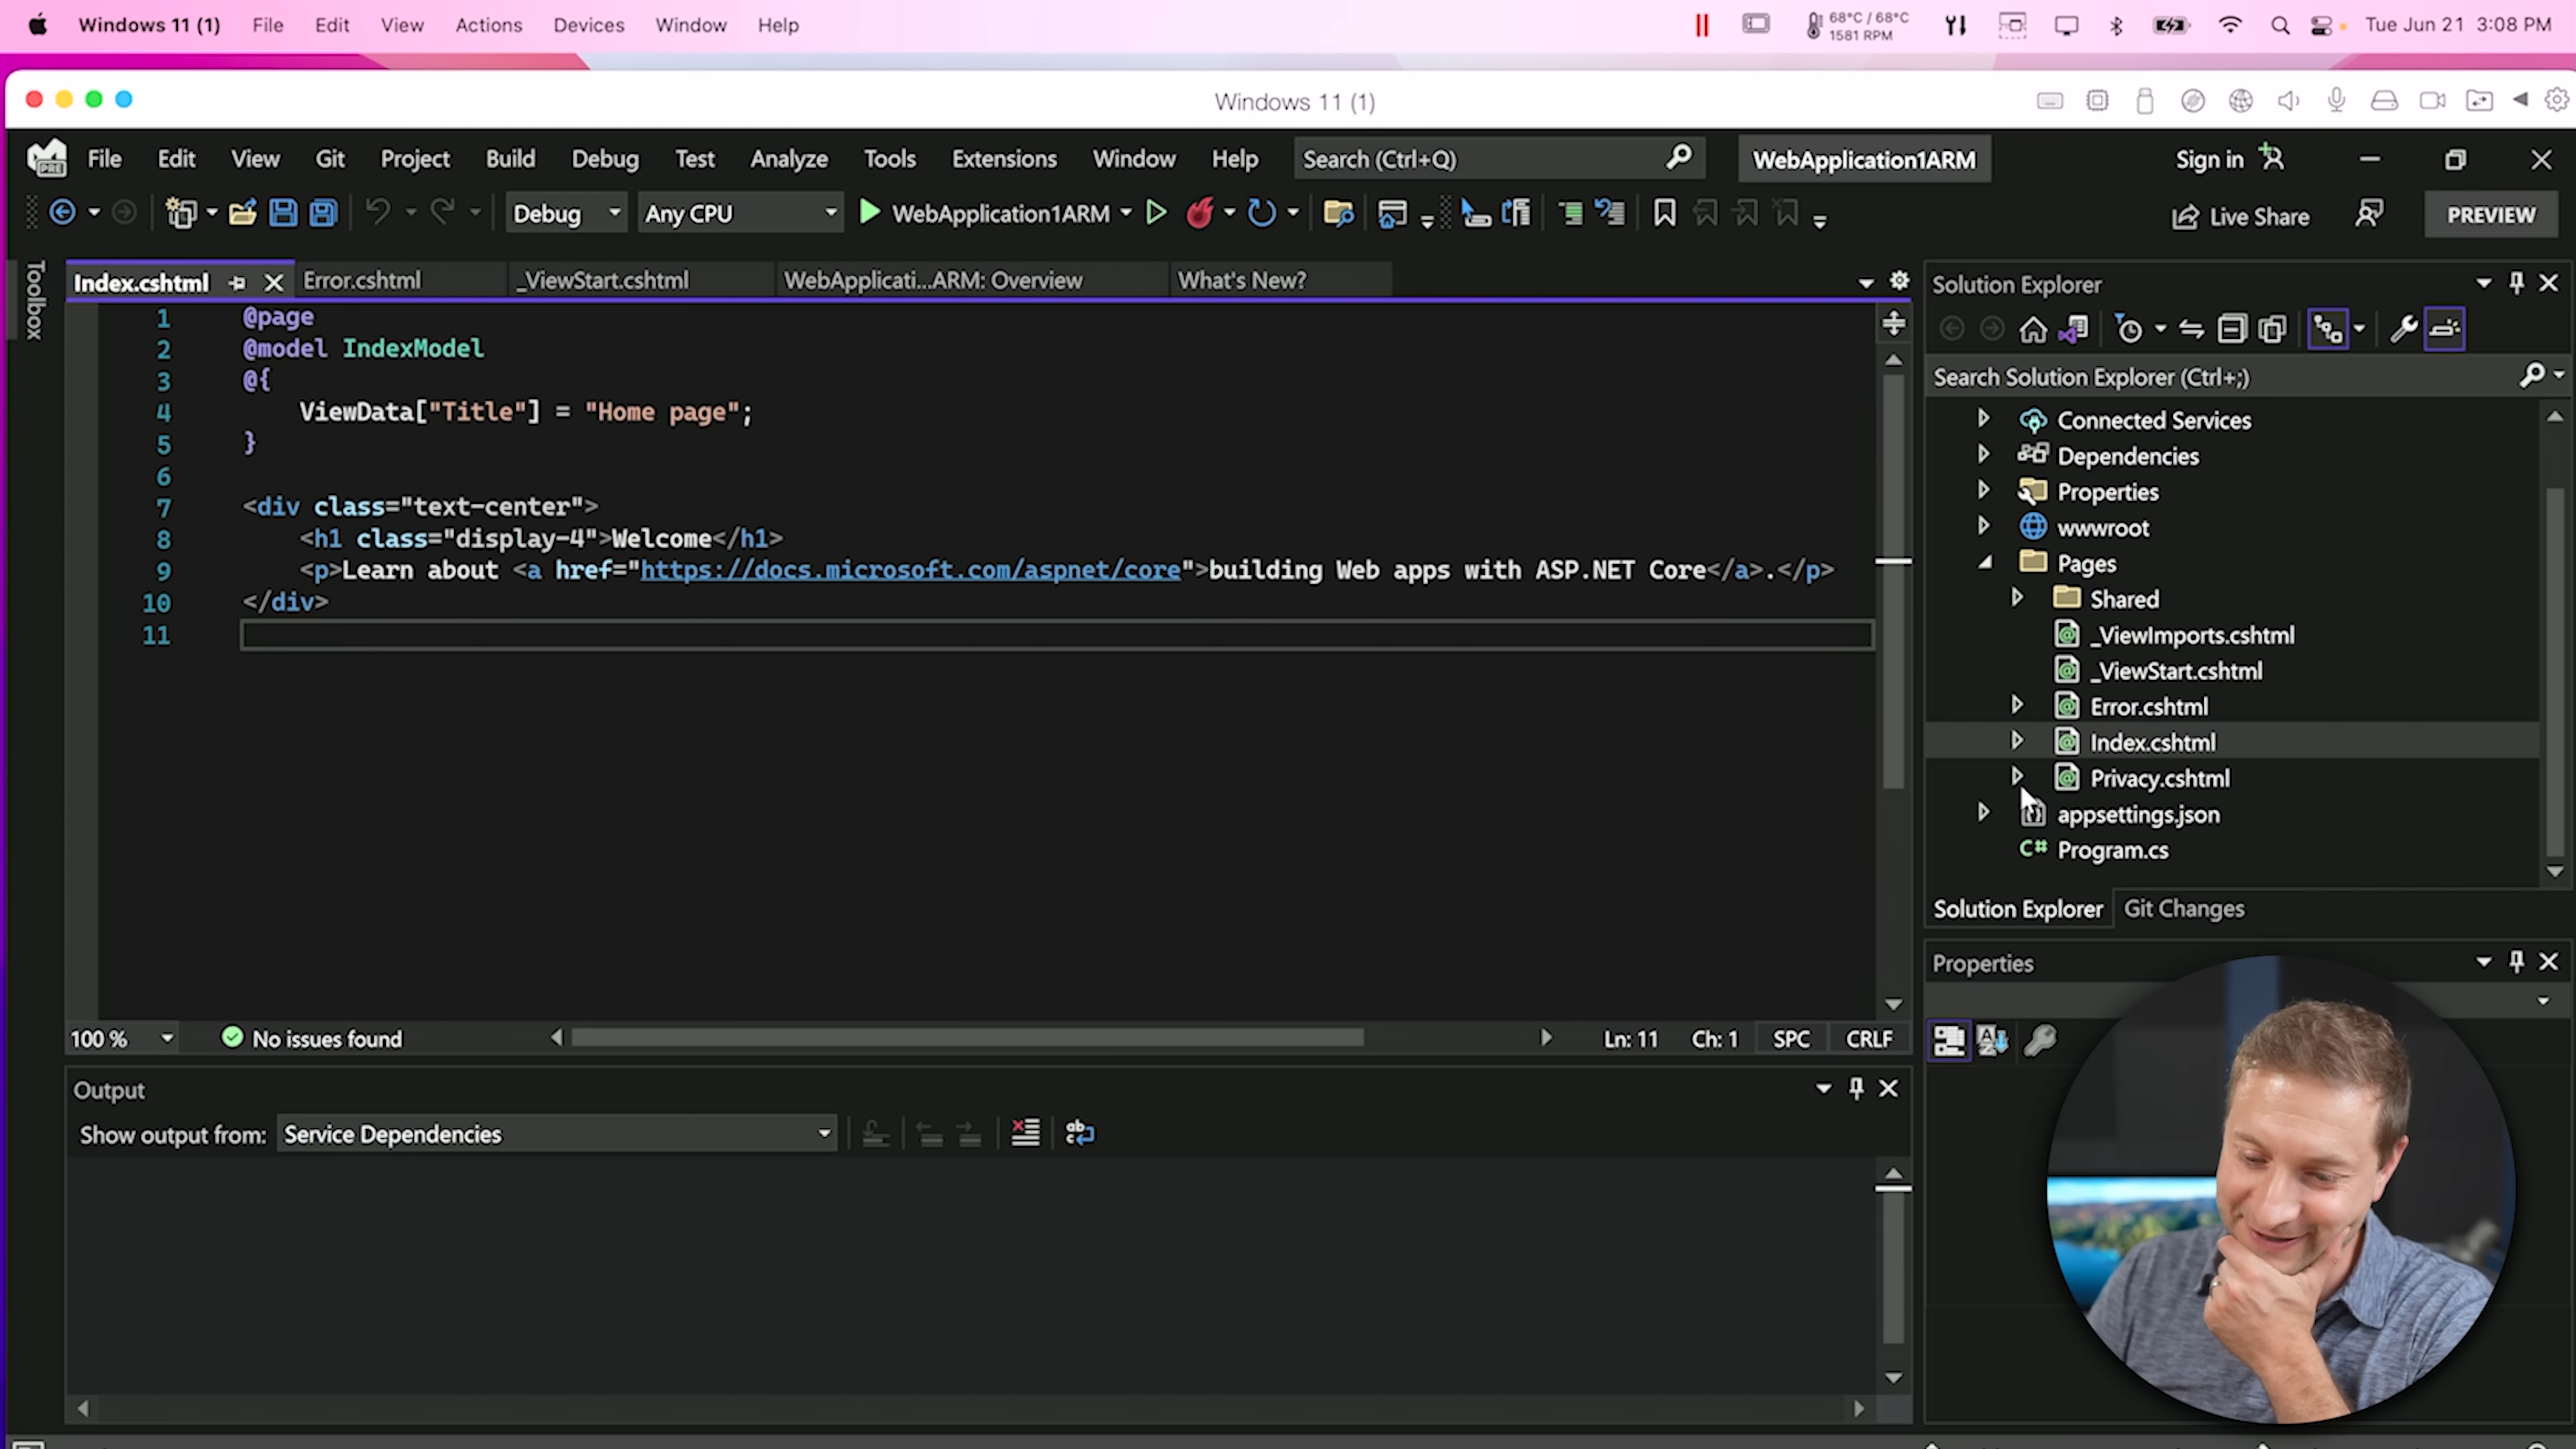 Windows 11 (1) File Edit View Actions Devices Window Help 68°C / 68°C 1581 RPM Tue Jun 21 3:08 PM
Windows 11 (1)
PRE File Edit View Git Project Build Debug Test Analyze Tools Extensions Window Help Search (Ctrl+Q) WebApplication1ARM Sign in
Debug Any CPU WebApplication1ARM Live Share PREVIEW
Toolbox
Index.cshtml Error.cshtml _ViewStart.cshtml WebApplicati...ARM: Overview What's New?
1 @page
2 @model IndexModel
3 @{
4 ViewData["Title"] = "Home page";
5 }
6
7 <div class="text-center">
8 <h1 class="display-4">Welcome</h1>
9 <p>Learn about <a href="https://docs.microsoft.com/aspnet/core">building Web apps with ASP.NET Core</a>.</p>
10 </div>
11
100 % No issues found Ln: 11 Ch: 1 SPC CRLF
Output
Show output from: Service Dependencies
Solution Explorer
Search Solution Explorer (Ctrl+;)
Connected Services
Dependencies
Properties
wwwroot
Pages
Shared
_ViewImports.cshtml
_ViewStart.cshtml
Error.cshtml
Index.cshtml
Privacy.cshtml
appsettings.json
C# Program.cs
Solution Explorer Git Changes
Properties